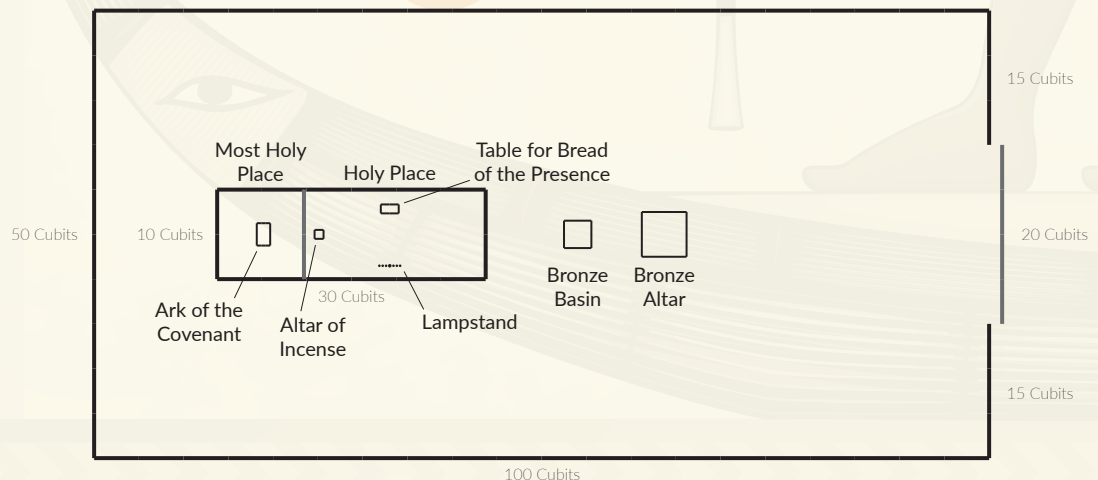 15 Cubits
Most Holy
Place
Holy Place
Table for Bread
of the Presence
50 Cubits
10 Cubits
20 Cubits
Bronze
Basin
Bronze
Altar
30 Cubits
Ark of the
Covenant
Altar of
Incense
Lampstand
15 Cubits
100 Cubits